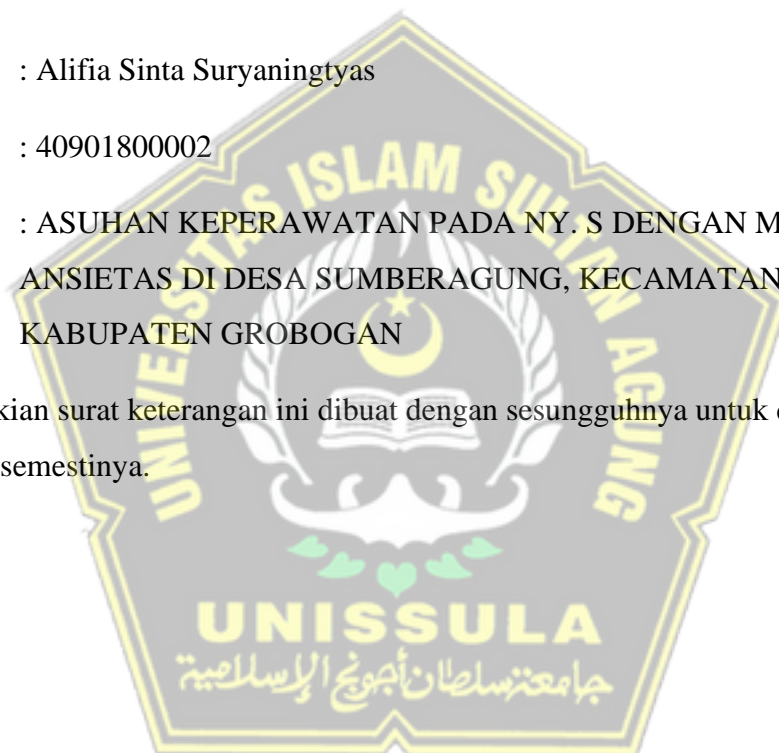 : Alifia Sinta Suryaningtyas
: 40901800002
: ASUHAN KEPERAWATAN PADA NY. S DENGAN M
ANSIETAS DI DESA SUMBERAGUNG, KECAMATAN
KABUPATEN GROBOGAN
kian surat keterangan ini dibuat dengan sesungguhnya untuk
semestinya.
UNIVERSITAS ISLAM SULTAN AGUNG
UNISSULA
جامعة سلطان أجونج الإسلامية